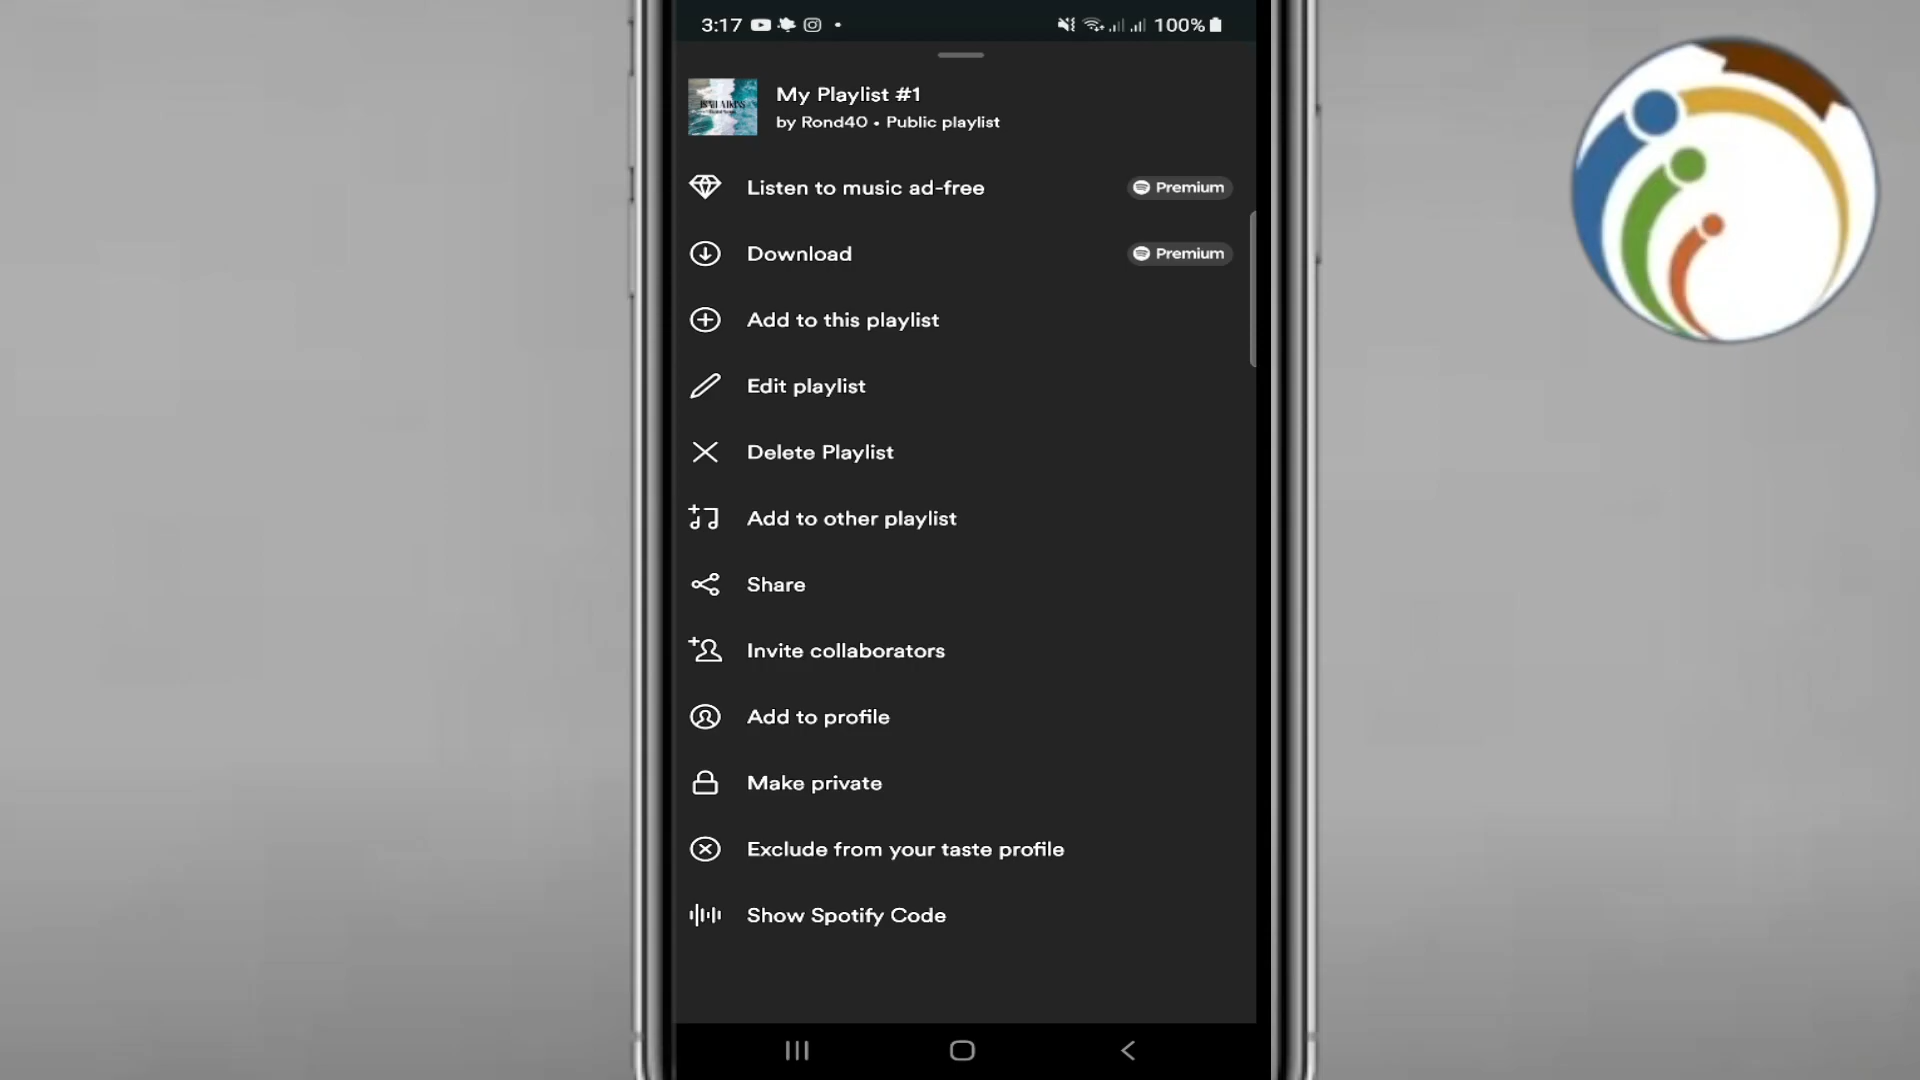 3:17
100%
My Playlist #1
by Rond40 • Public playlist
Listen to music ad-free
Premium
Download
Premium
Add to this playlist
Edit playlist
Delete Playlist
Add to other playlist
Share
Invite collaborators
Add to profile
Make private
Exclude from your taste profile
Show Spotify Code